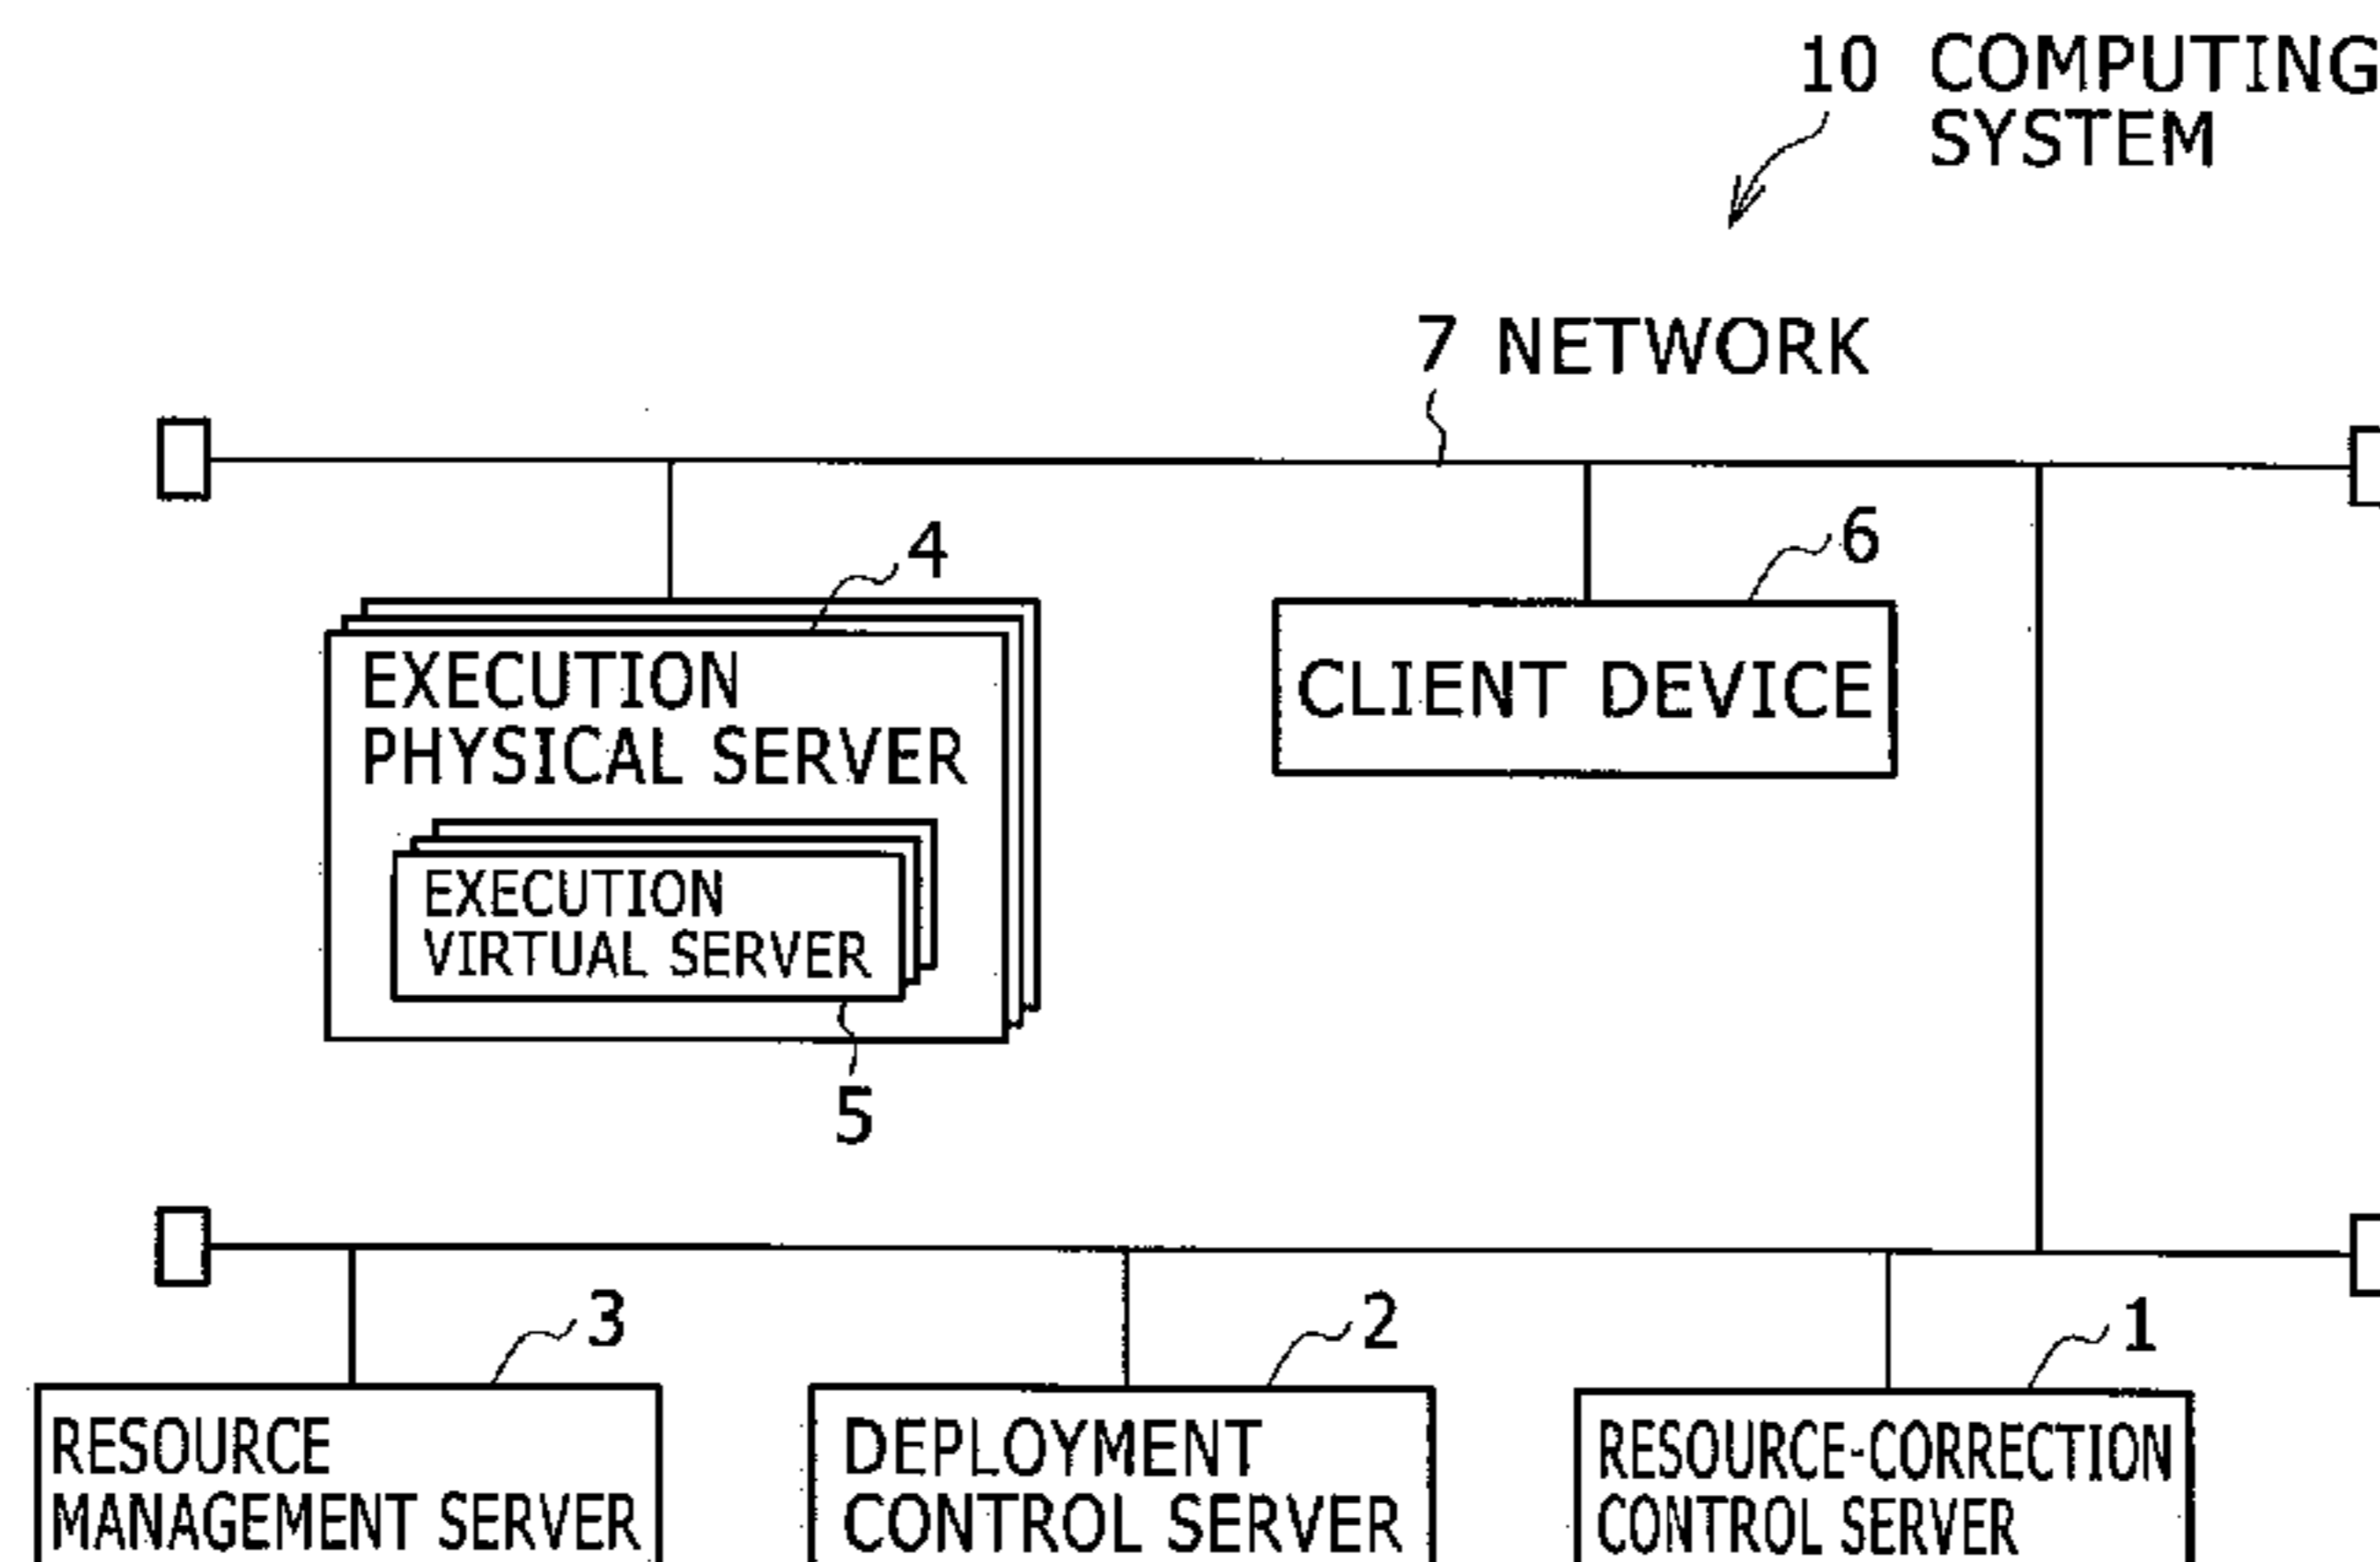 10 COMPUTING
SYSTEM
7 NETWORK
4
6
EXECUTION
PHYSICAL SERVER
CLIENT DEVICE
EXECUTION
VIRTUAL SERVER
5
3
2
1
RESOURCE
MANAGEMENT SERVER
DEPLOYMENT
CONTROL SERVER
RESOURCE-CORRECTION
CONTROL SERVER